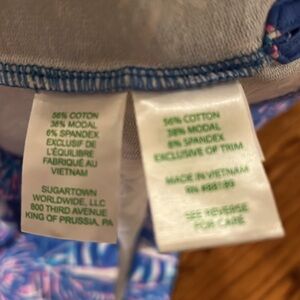 56% COTTON
38% MODAL
6% SPANDEX
EXCLUSIF DE
L'ÉQUILIBRE
FABRIQUÉ AU
VIETNAM
SUGARTOWN
WORLDWIDE, LLC
800 THIRD AVENUE
KING OF PRUSSIA, PA
56% COTTON
38% MODAL
6% SPANDEX
EXCLUSIVE OF TRIM
MADE IN VIETNAM
RN
SEE REVERSE
FOR CARE